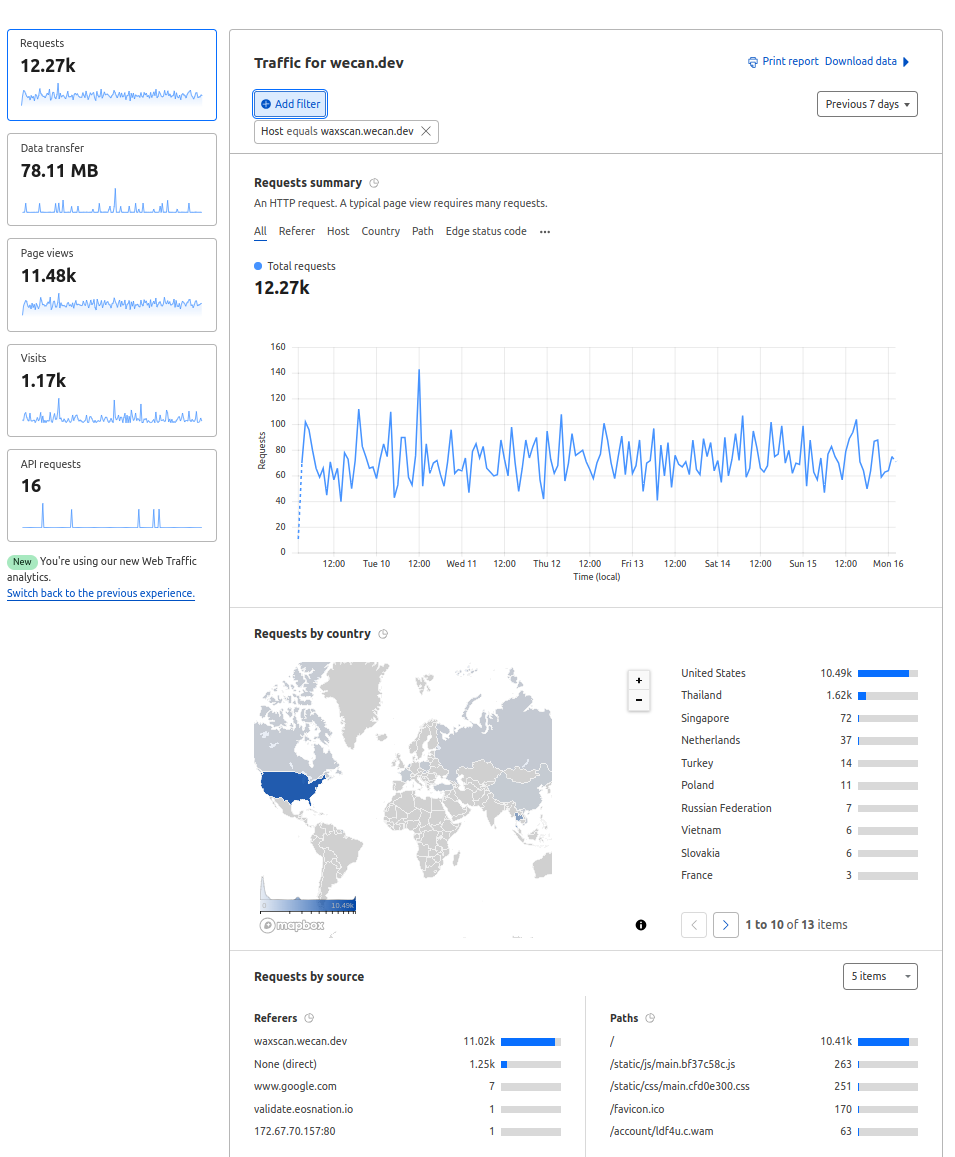 Requests
12.27k
Data transfer
78.11 MB
Page views
11.48k
Visits
1.17k
API requests
16
New You're using our new Web Traffic
analytics.
Switch back to the previous experience.
Traffic for wecan.dev
Print report Download data
Add filter
Previous 7 days
Host equals waxscan.wecan.dev
Requests summary
An HTTP request. A typical page view requires many requests.
All Referer Host Country Path Edge status code ...
Total requests
12.27k
160
140
120
100
80
60
40
20
0
Requests
12:00 Tue 10 12:00 Wed 11 12:00 Thu 12 12:00 Fri 13 12:00 Sat 14 12:00 Sun 15 12:00 Mon 16
Time (local)
Requests by country
+
−
0 10.49k
mapbox
United States 10.49k
Thailand 1.62k
Singapore 72
Netherlands 37
Turkey 14
Poland 11
Russian Federation 7
Vietnam 6
Slovakia 6
France 3
1 to 10 of 13 items
Requests by source
5 items
Referers
waxscan.wecan.dev 11.02k
None (direct) 1.25k
www.google.com 7
validate.eosnation.io 1
172.67.70.157:80 1
Paths
/ 10.41k
/static/js/main.bf37c58c.js 263
/static/css/main.cfd0e300.css 251
/favicon.ico 170
/account/ldf4u.c.wam 63